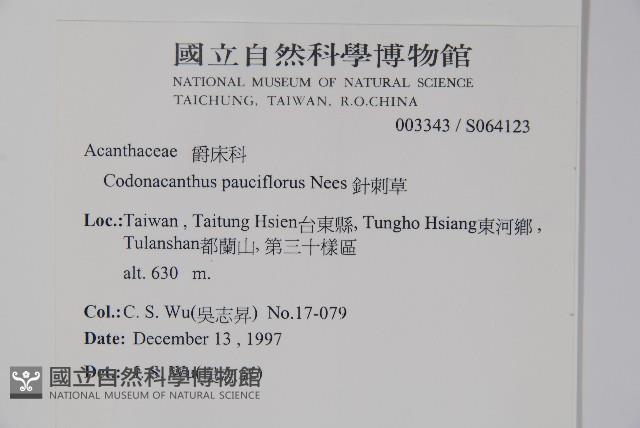 國立自然科學博物館
NATIONAL MUSEUM OF NATURAL SCIENCE
TAICHUNG, TAIWAN, R.O.CHINA
003343 / S064123
Acanthaceae 爵床科
Codonacanthus pauciflorus Nees 針刺草
Loc.:Taiwan , Taitung Hsien台東縣, Tungho Hsiang東河鄉 ,
Tulanshan都蘭山, 第三十樣區
alt. 630 m.
Col.: C. S. Wu(吳志昇) No.17-079
Date: December 13 , 1997
國立自然科學博物館
NATIONAL MUSEUM OF NATURAL SCIENCE